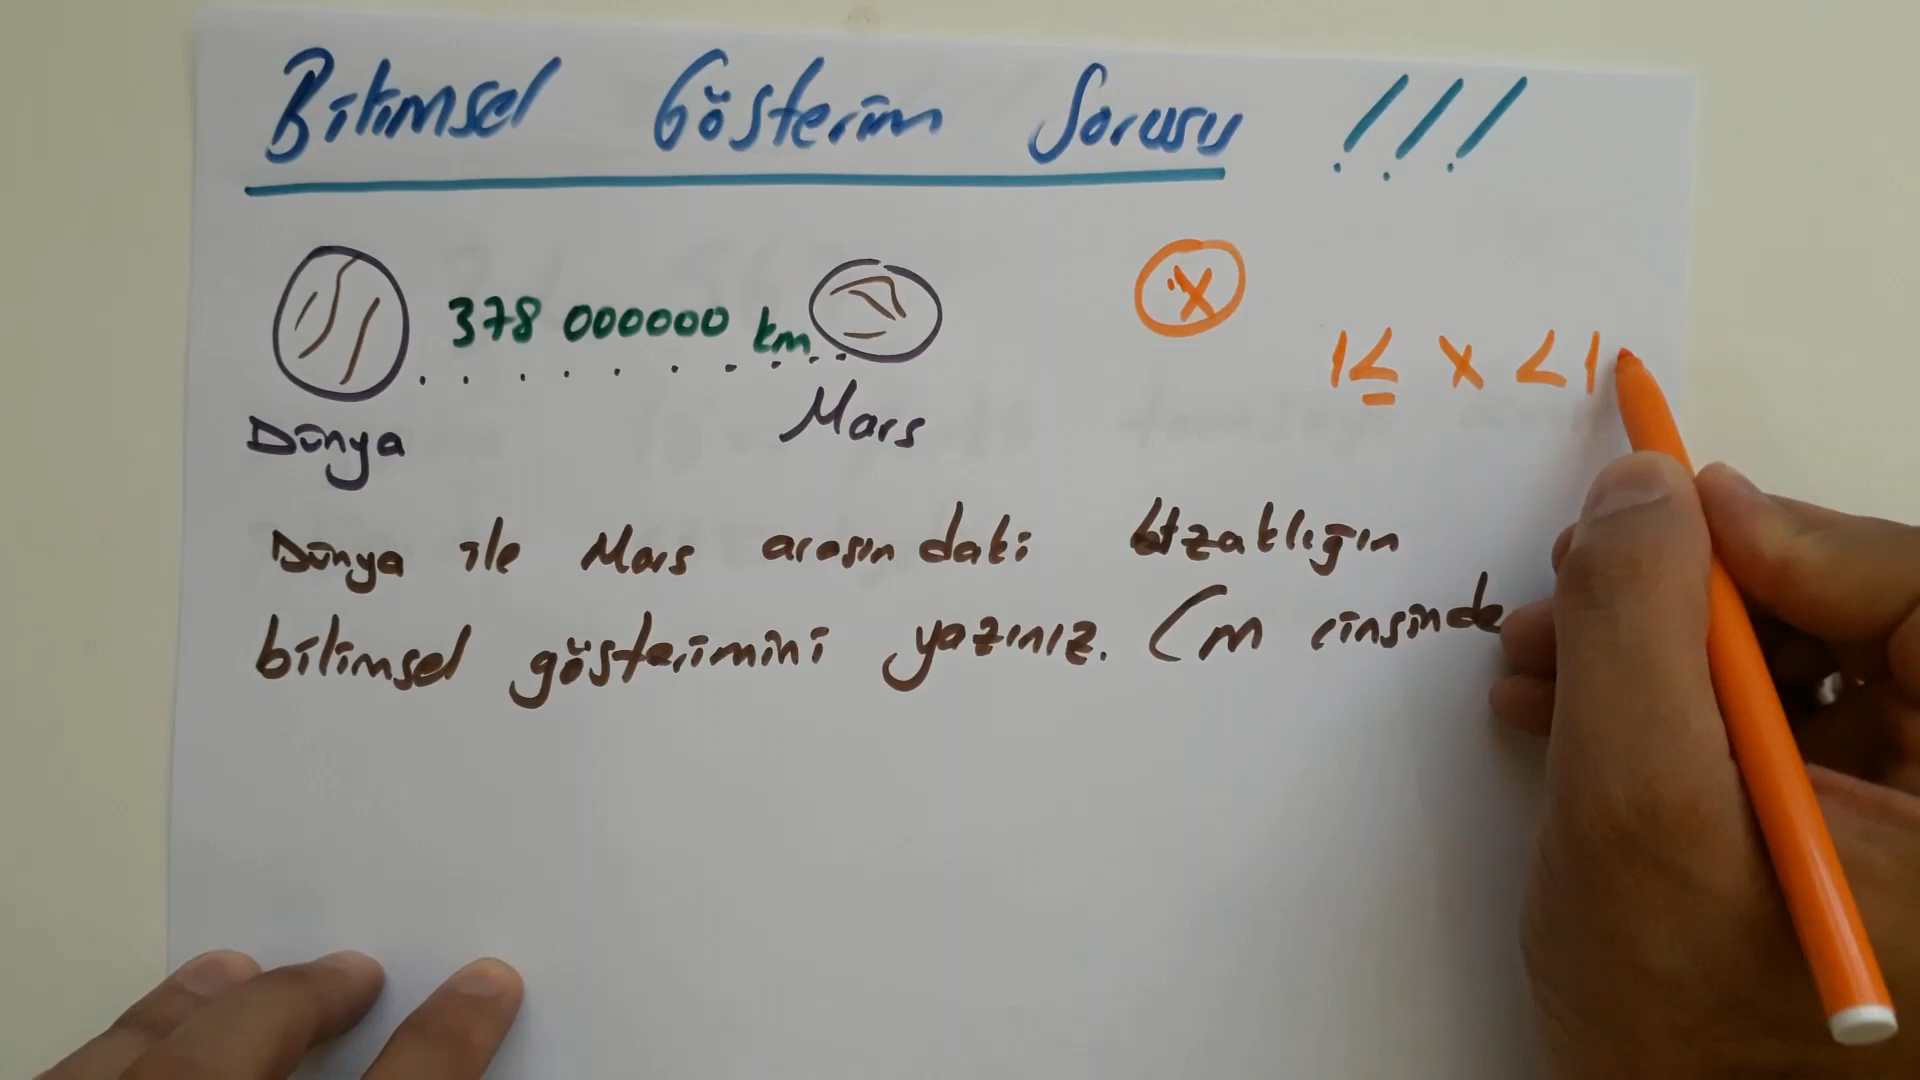 Bilimsel Gösterim Sorusu !!!
378 000000 km
x
1 ≤ x < 1
Dünya
Mars
Dünya ile Mars arasındaki uzaklığın
bilimsel gösterimini yazınız. (m cinsinde